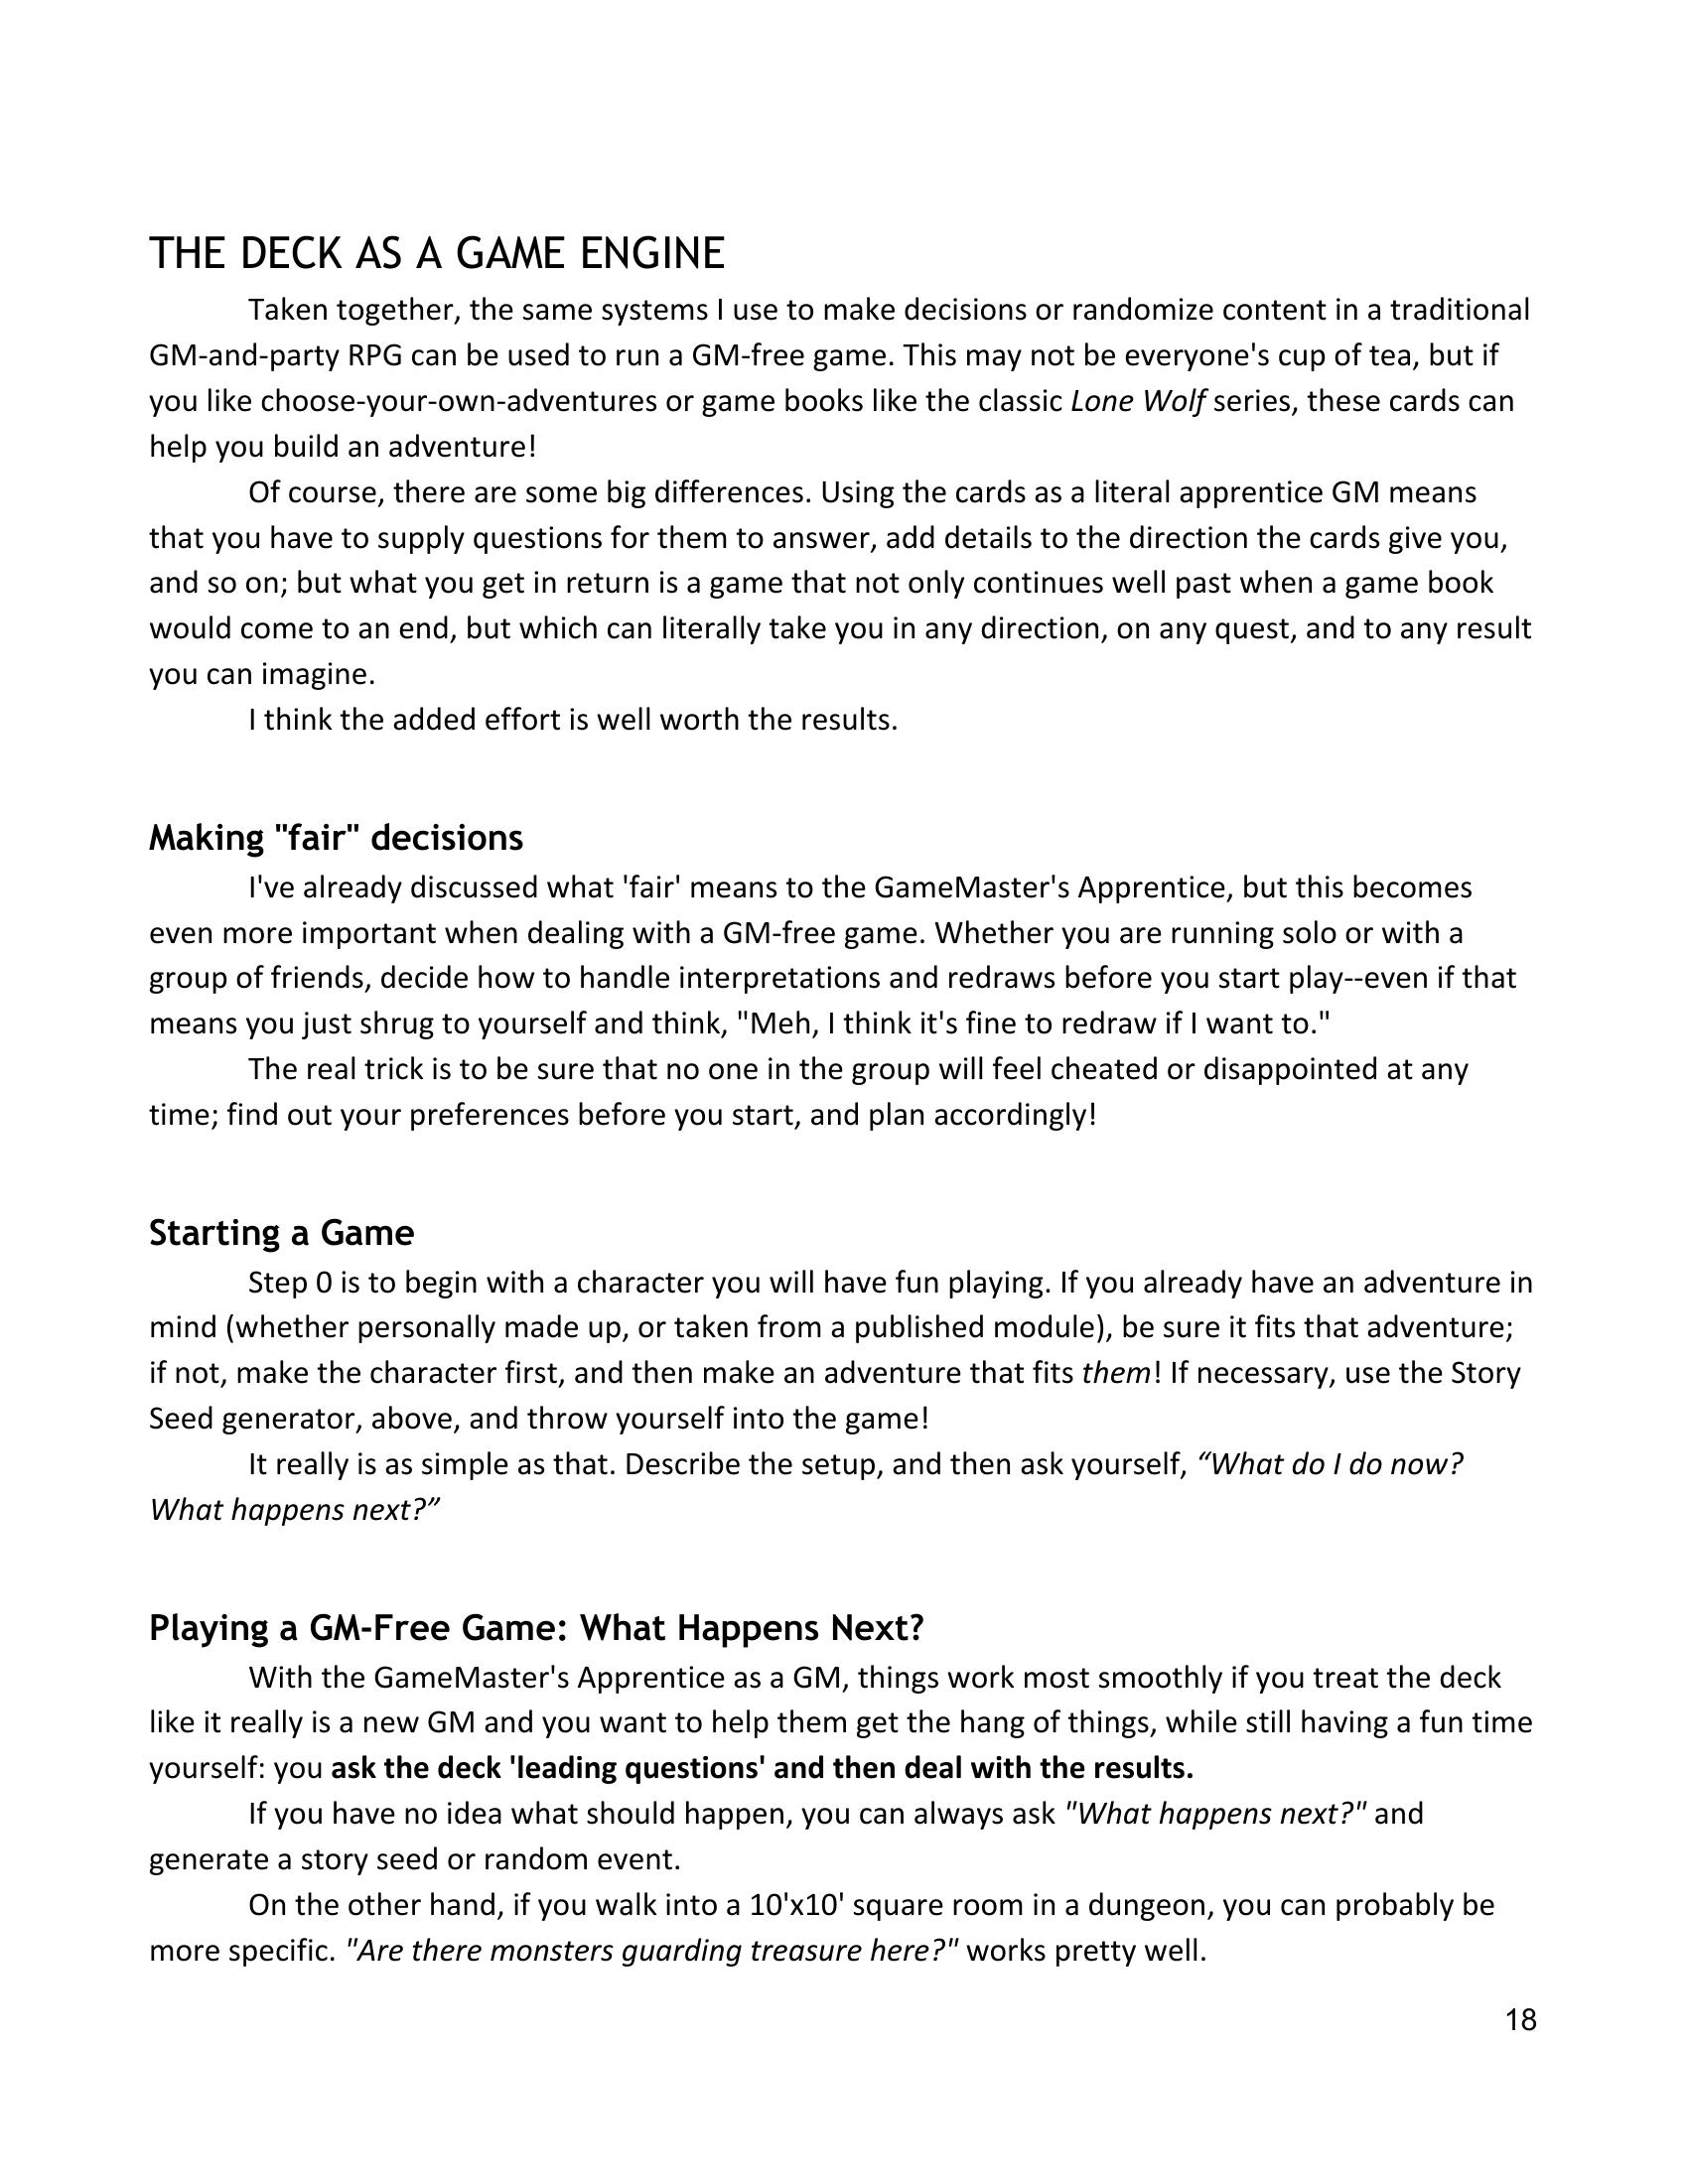 THE DECK AS A GAME ENGINE
Taken together, the same systems I use to make decisions or randomize content in a traditional
GM-and-party RPG can be used to run a GM-free game. This may not be everyone's cup of tea, but if
you like choose-your-own-adventures or game books like the classic Lone Wolf series, these cards can
help you build an adventure!
Of course, there are some big differences. Using the cards as a literal apprentice GM means
that you have to supply questions for them to answer, add details to the direction the cards give you,
and so on; but what you get in return is a game that not only continues well past when a game book
would come to an end, but which can literally take you in any direction, on any quest, and to any result
you can imagine.
I think the added effort is well worth the results.
Making "fair" decisions
I've already discussed what 'fair' means to the GameMaster's Apprentice, but this becomes
even more important when dealing with a GM-free game. Whether you are running solo or with a
group of friends, decide how to handle interpretations and redraws before you start play--even if that
means you just shrug to yourself and think, "Meh, I think it's fine to redraw if I want to."
The real trick is to be sure that no one in the group will feel cheated or disappointed at any
time; find out your preferences before you start, and plan accordingly!
Starting a Game
Step 0 is to begin with a character you will have fun playing. If you already have an adventure in
mind (whether personally made up, or taken from a published module), be sure it fits that adventure;
if not, make the character first, and then make an adventure that fits them! If necessary, use the Story
Seed generator, above, and throw yourself into the game!
It really is as simple as that. Describe the setup, and then ask yourself, “What do I do now?
What happens next?”
Playing a GM-Free Game: What Happens Next?
With the GameMaster's Apprentice as a GM, things work most smoothly if you treat the deck
like it really is a new GM and you want to help them get the hang of things, while still having a fun time
yourself: you ask the deck 'leading questions' and then deal with the results.
If you have no idea what should happen, you can always ask "What happens next?" and
generate a story seed or random event.
On the other hand, if you walk into a 10'x10' square room in a dungeon, you can probably be
more specific. "Are there monsters guarding treasure here?" works pretty well.
18